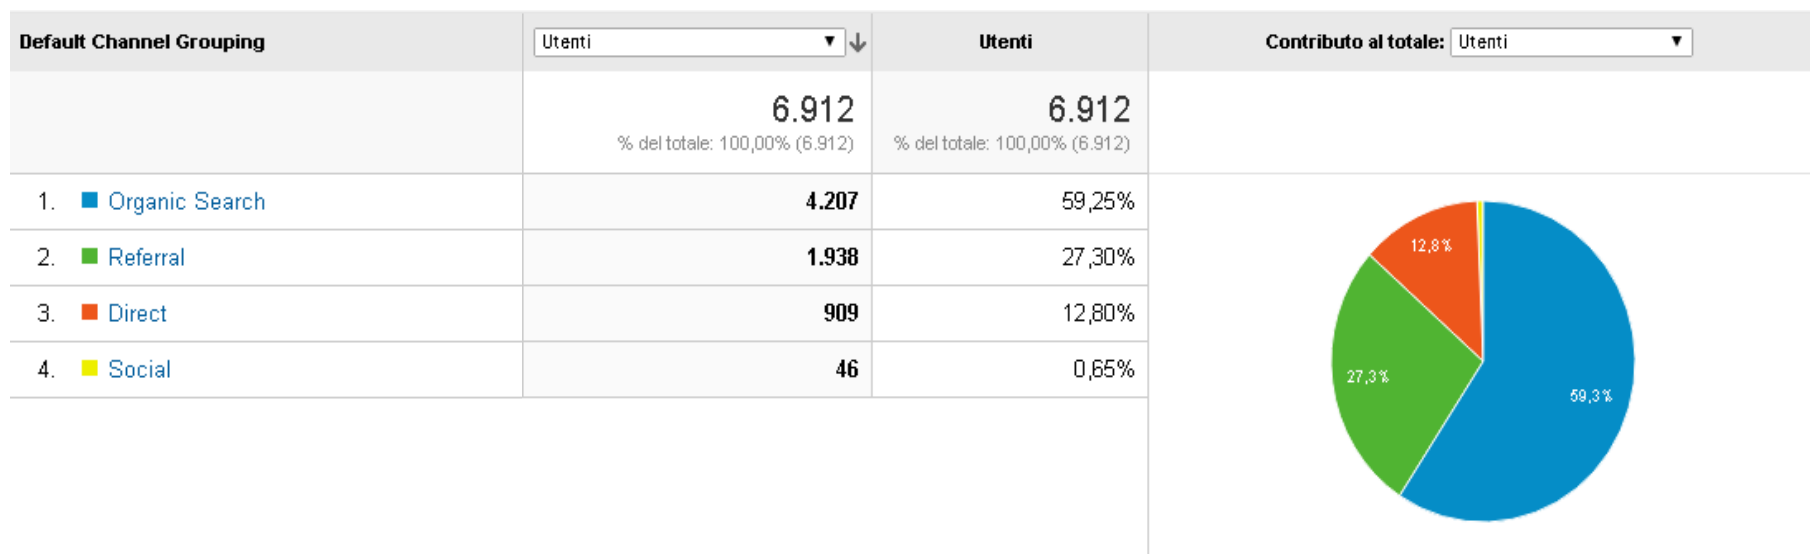 Default Channel Grouping Utenti Utenti Contributo al totale: Utenti
6.912 6.912
% del totale: 100,00% (6.912) % del totale: 100,00% (6.912)
1. Organic Search 4.207 59,25%
2. Referral 1.938 27,30%
3. Direct 909 12,80%
4. Social 46 0,65%
12,8%
27,3%
59,3%